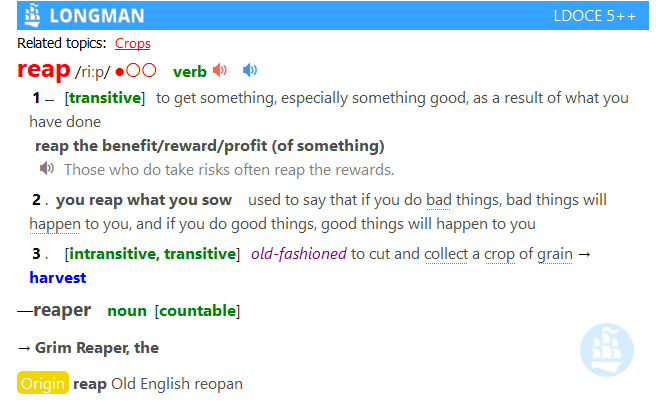 LONGMAN LDOCE 5++
Related topics: Crops
reap /riːp/ ●○○ verb
1 – [transitive] to get something, especially something good, as a result of what you
have done
reap the benefit/reward/profit (of something)
Those who do take risks often reap the rewards.
2 . you reap what you sow used to say that if you do bad things, bad things will
happen to you, and if you do good things, good things will happen to you
3 . [intransitive, transitive] old-fashioned to cut and collect a crop of grain →
harvest
—reaper noun [countable]
→ Grim Reaper, the
Origin reap Old English reopan